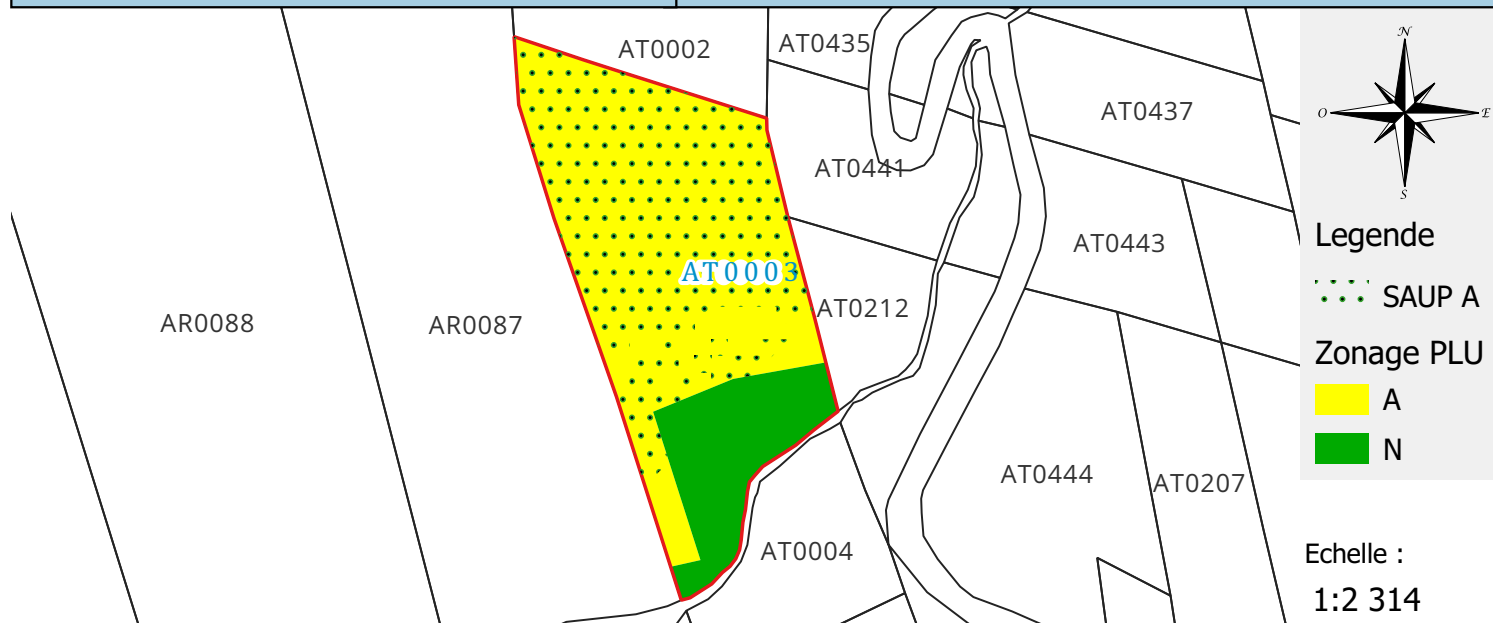 N
AT0002
AT0435
AT0437
O
E
AT0441
S
AT0443
Legende
AT0003
SAUP A
AR0088
AR0087
AT0212
Zonage PLU
A
N
AT0444
AT0207
AT0004
Echelle :
1:2 314